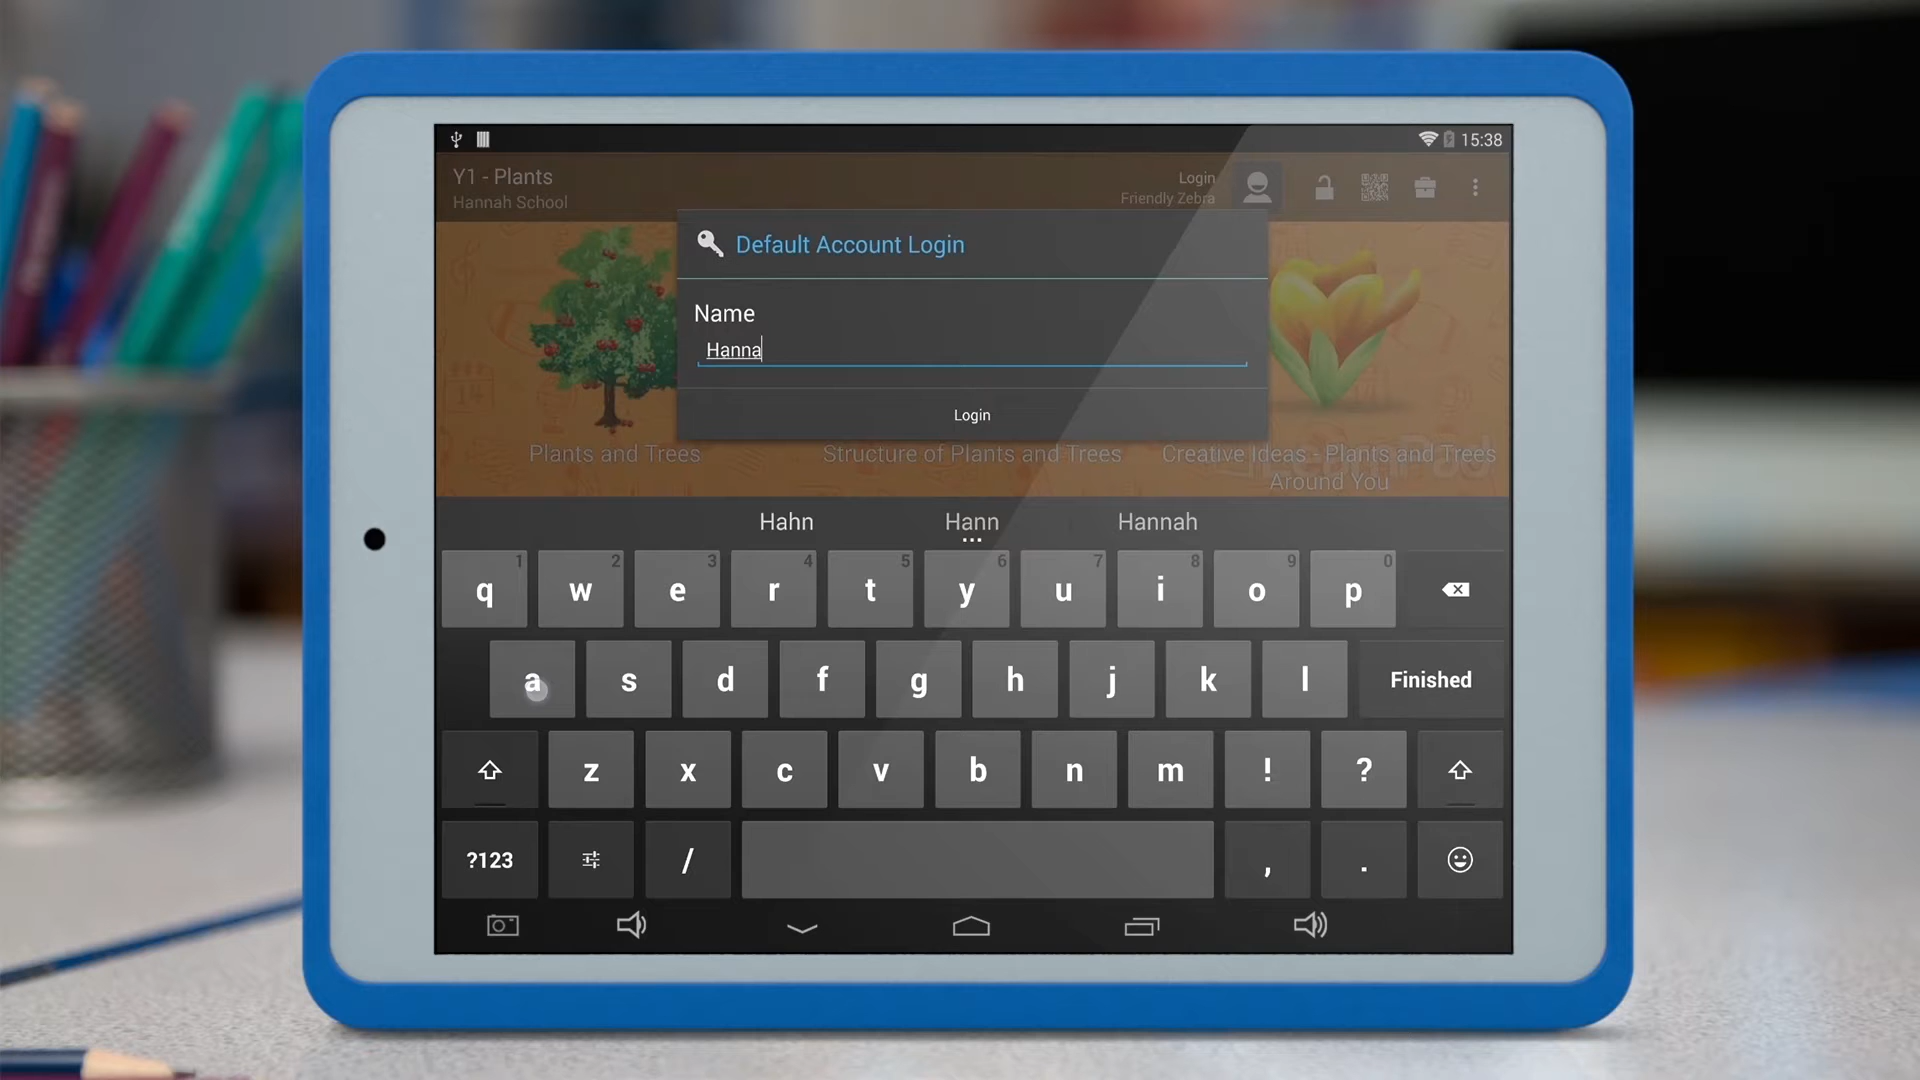 15:38
Y1 - Plants
Hannah School
Login
Friendly Zebra
Default Account Login
Name
Hanna
Login
Plants and Trees
Structure of Plants and Trees
Creative Ideas - Plants and Trees
Around You
LearnPad
Hahn
Hann
Hannah
1 2 3 4 5 6 7 8 9 0
q w e r t y u i o p
a s d f g h j k l Finished
z x c v b n m ! ?
?123 / , .